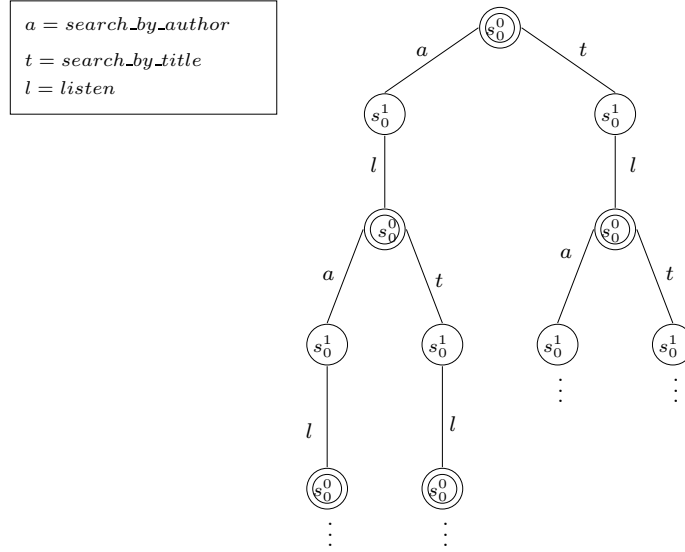 a = search_by_author
t = search_by_title
l = listen
s_0^0
a t
s_0^1 s_0^1
l l
s_0^0 s_0^0
a t a t
s_0^1 s_0^1 s_0^1 s_0^1
⋮ ⋮
l l
s_0^0 s_0^0
⋮ ⋮